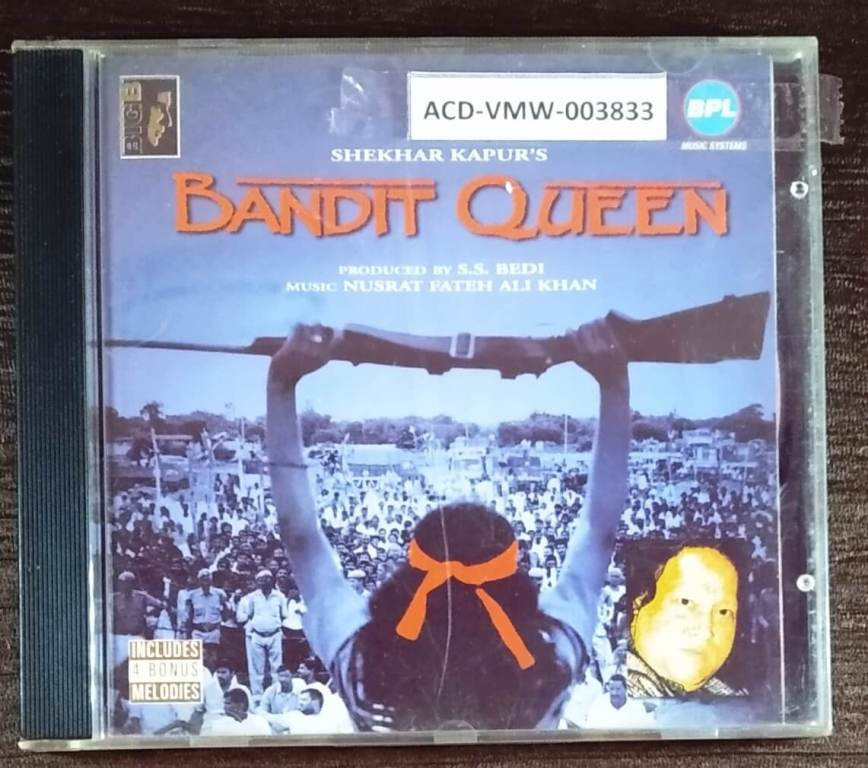 BIG B
ACD-VMW-003833
BPL
MUSIC SYSTEMS
SHEKHAR KAPUR'S
BANDIT QUEEN
PRODUCED BY S.S. BEDI
MUSIC NUSRAT FATEH ALI KHAN
INCLUDES
4 BONUS
MELODIES